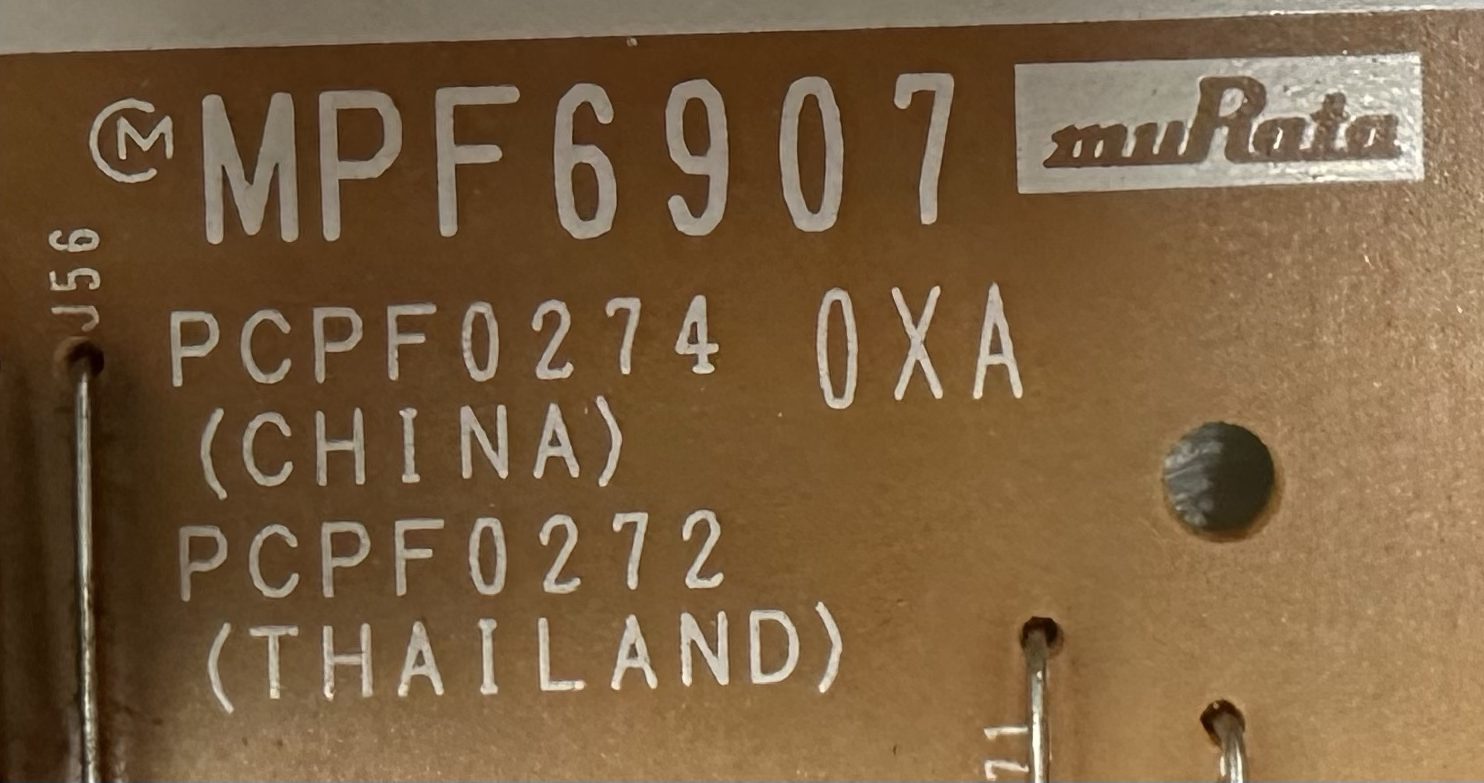 M MPF6907 muRata
J56
PCPF0274 0XA
(CHINA)
PCPF0272
(THAILAND)